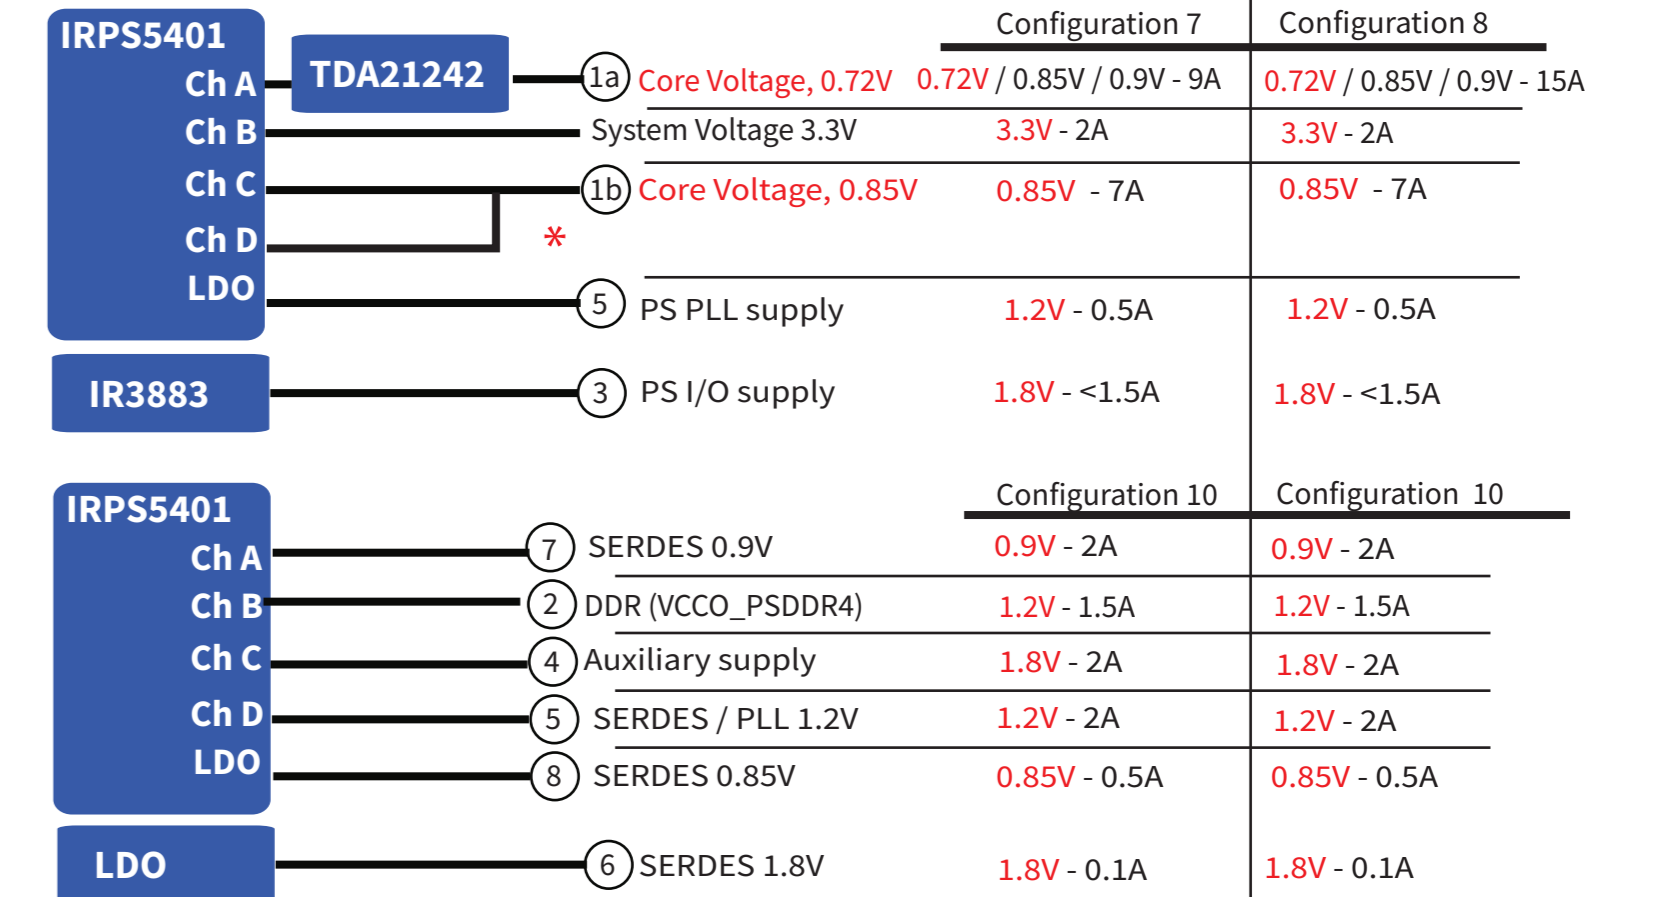 IRPS5401 Configuration 7 Configuration 8
Ch A TDA21242 1a Core Voltage, 0.72V 0.72V / 0.85V / 0.9V - 9A 0.72V / 0.85V / 0.9V - 15A
Ch B System Voltage 3.3V 3.3V - 2A 3.3V - 2A
Ch C 1b Core Voltage, 0.85V 0.85V - 7A 0.85V - 7A
Ch D *
LDO 5 PS PLL supply 1.2V - 0.5A 1.2V - 0.5A
IR3883 3 PS I/O supply 1.8V - <1.5A 1.8V - <1.5A
IRPS5401 Configuration 10 Configuration 10
Ch A 7 SERDES 0.9V 0.9V - 2A 0.9V - 2A
Ch B 2 DDR (VCCO_PSDDR4) 1.2V - 1.5A 1.2V - 1.5A
Ch C 4 Auxiliary supply 1.8V - 2A 1.8V - 2A
Ch D 5 SERDES / PLL 1.2V 1.2V - 2A 1.2V - 2A
LDO 8 SERDES 0.85V 0.85V - 0.5A 0.85V - 0.5A
LDO 6 SERDES 1.8V 1.8V - 0.1A 1.8V - 0.1A